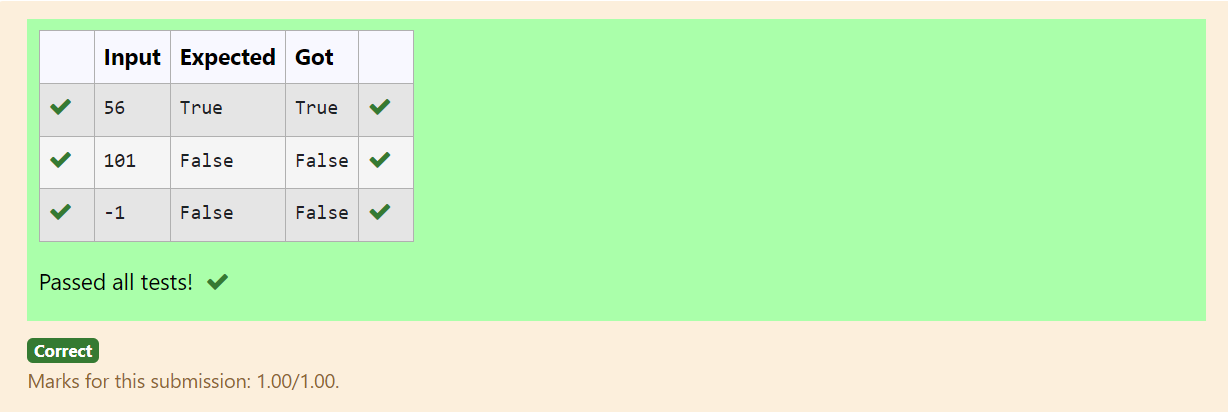 Input Expected Got
56 True True
101 False False
-1 False False
Passed all tests!
Correct
Marks for this submission: 1.00/1.00.